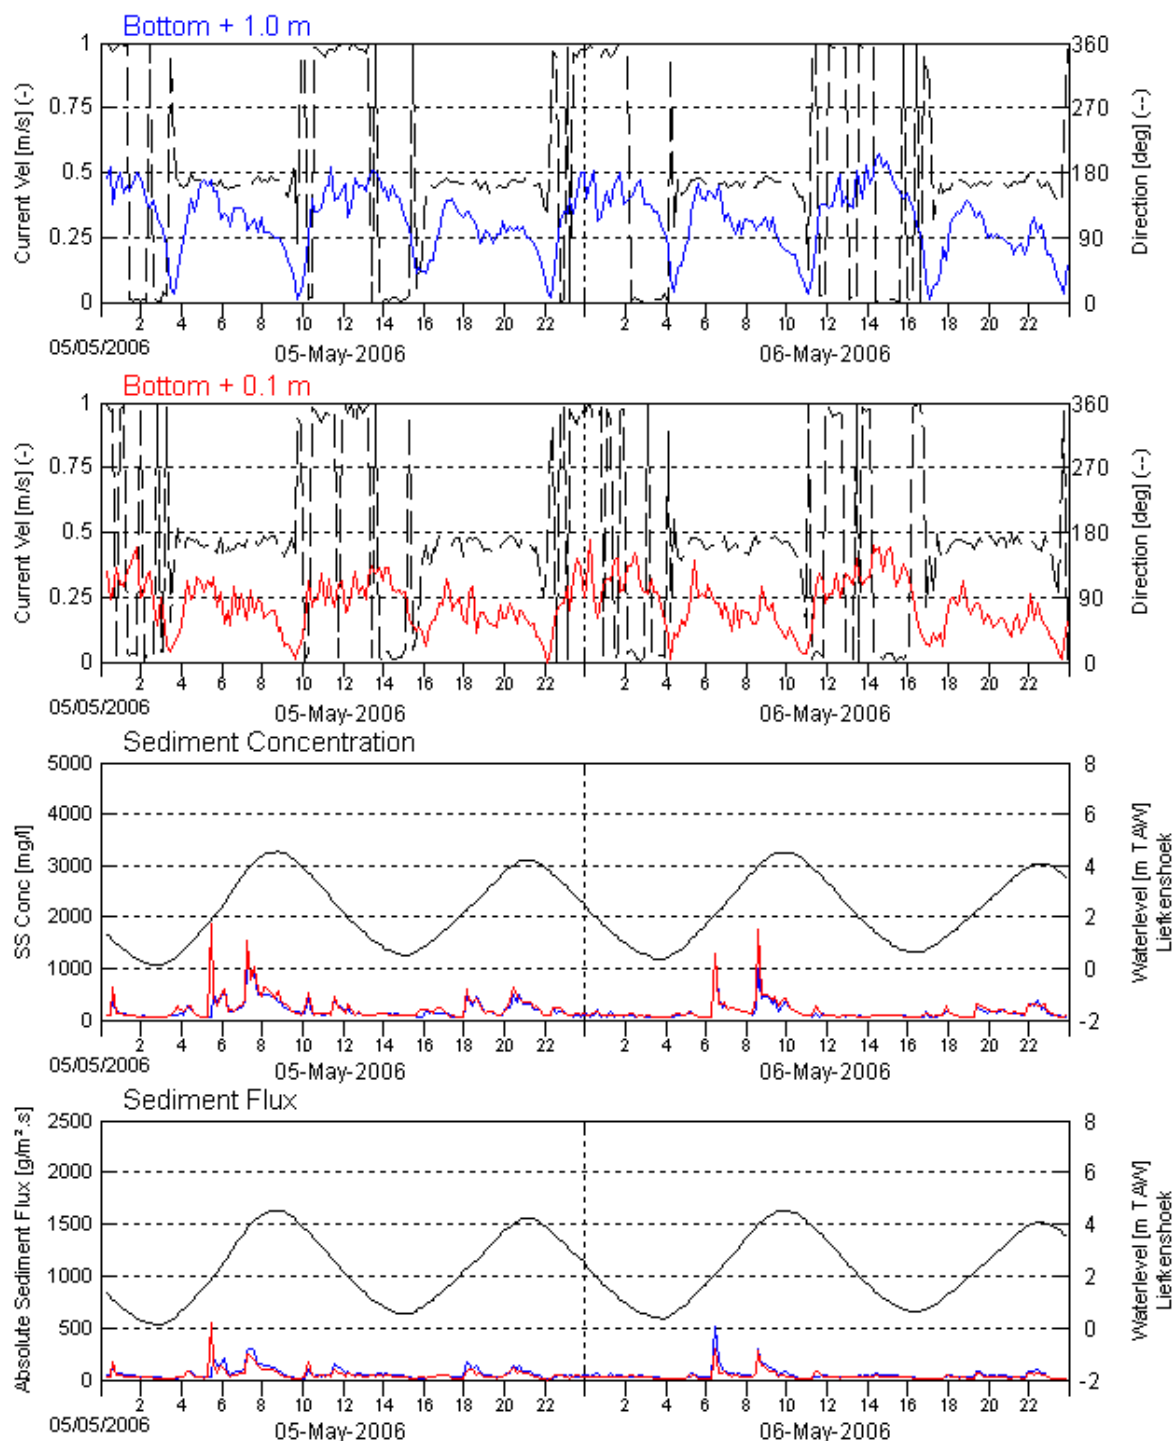 Bottom + 1.0 m
1 0.75 0.5 0.25 0
Current Vel [m/s] (-)
360 270 180 90 0
Direction [deg] (--)
2 4 6 8 10 12 14 16 18 20 22 2 4 6 8 10 12 14 16 18 20 22
05/05/2006 05-May-2006 06-May-2006
Bottom + 0.1 m
1 0.75 0.5 0.25 0
Current Vel [m/s] (-)
360 270 180 90 0
Direction [deg] (--)
2 4 6 8 10 12 14 16 18 20 22 2 4 6 8 10 12 14 16 18 20 22
05/05/2006 05-May-2006 06-May-2006
Sediment Concentration
5000 4000 3000 2000 1000 0
SS Conc [mg/l]
8 6 4 2 0 -2
Waterlevel [m TAW]
Liefkenshoek
2 4 6 8 10 12 14 16 18 20 22 2 4 6 8 10 12 14 16 18 20 22
05/05/2006 05-May-2006 06-May-2006
Sediment Flux
2500 2000 1500 1000 500 0
Absolute Sediment Flux [g/m².s]
8 6 4 2 0 -2
Waterlevel [m TAW]
Liefkenshoek
2 4 6 8 10 12 14 16 18 20 22 2 4 6 8 10 12 14 16 18 20 22
05/05/2006 05-May-2006 06-May-2006